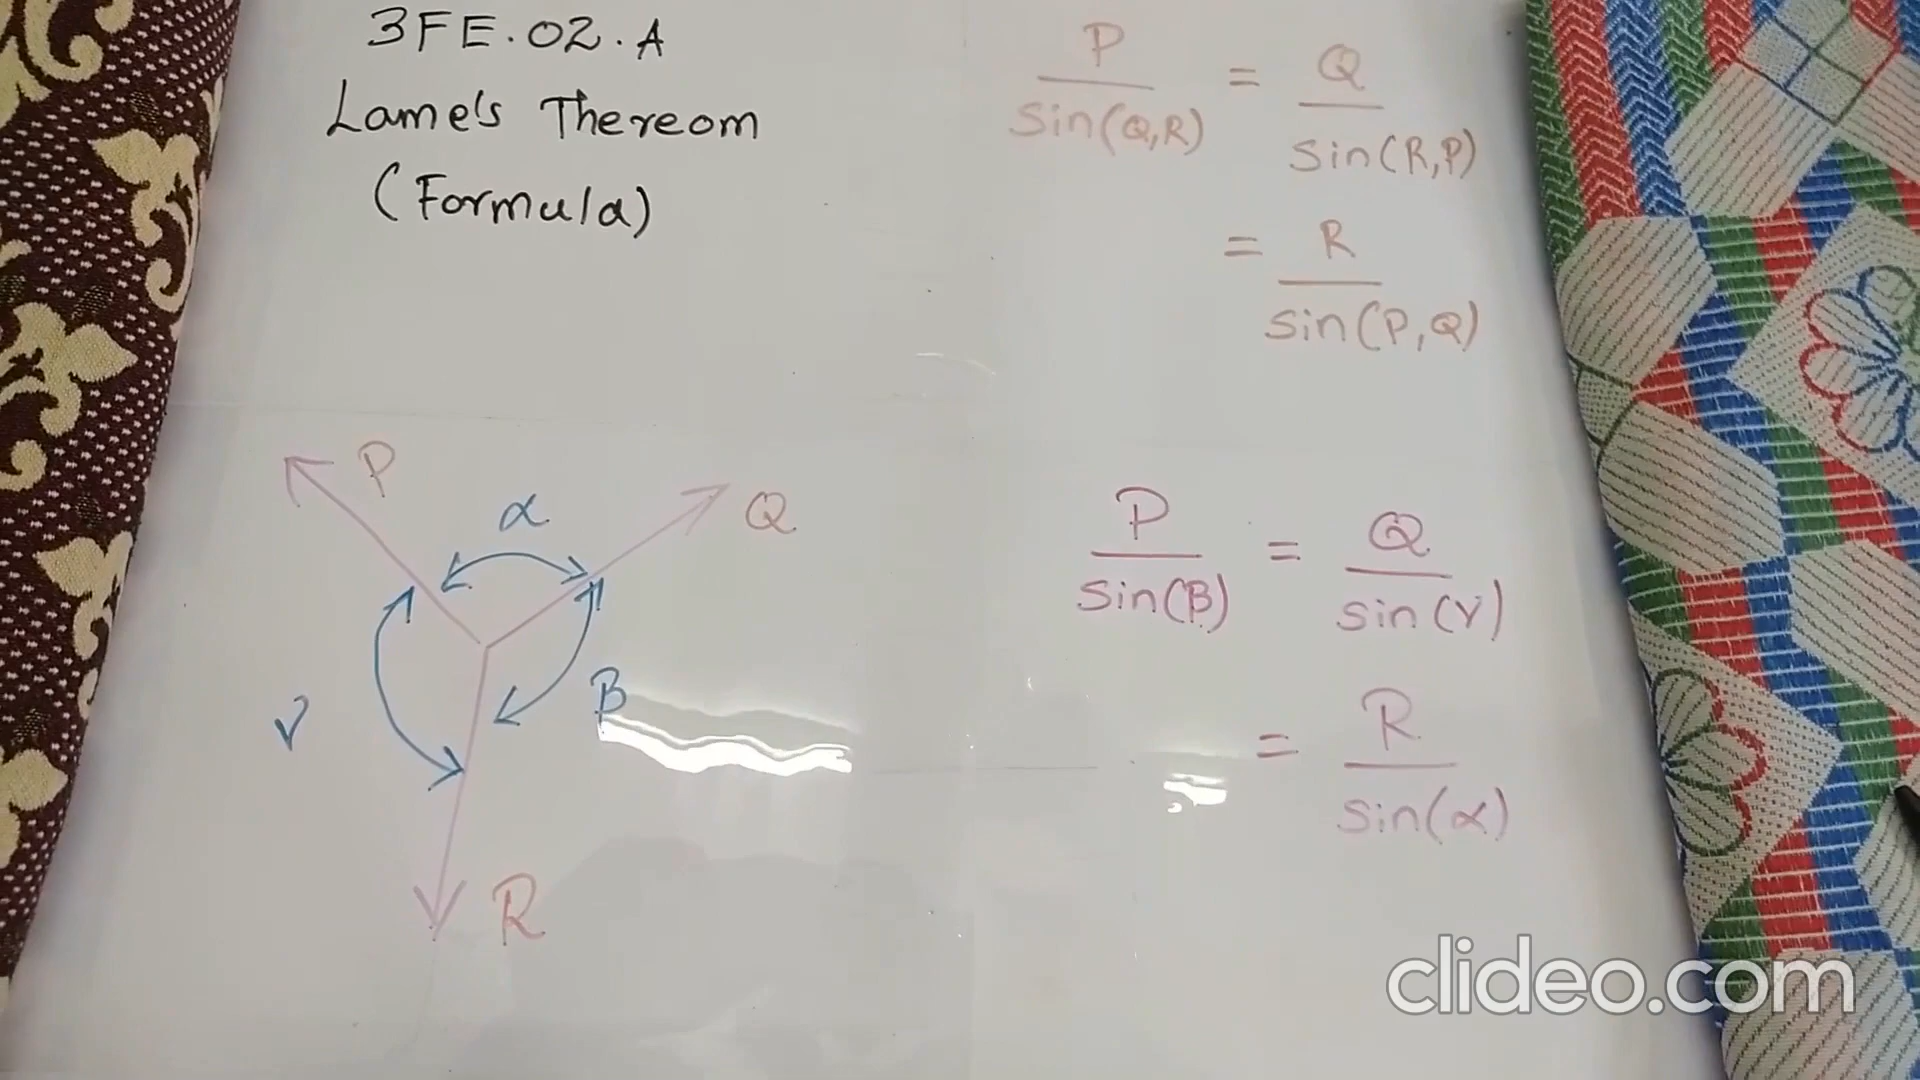 3FE.02.A
Lame's Thereom
(Formula)
P = Q
sin(Q,R) sin(R,P)
= R
sin(P,Q)
P
Q
α
γ
B
R
P = Q
sin(B) sin(γ)
= R
sin(α)
clideo.com